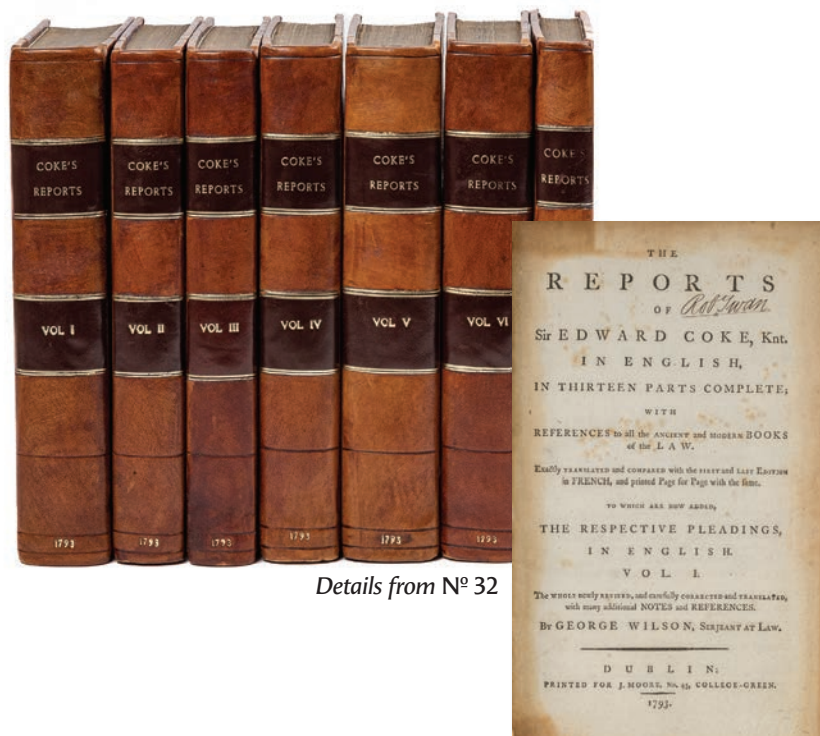 COKE'S
REPORTS
VOL I
1793
COKE'S
REPORTS
VOL II
1793
COKE'S
REPORTS
VOL III
1793
COKE'S
REPORTS
VOL IV
1793
COKE'S
REPORTS
VOL V
1793
COKE'S
REPORTS
VOL VI
COKE'S
REPORTS
Details from Nº 32
THE
REPORTS
OF
Sir EDWARD COKE, Knt.
IN ENGLISH,
IN THIRTEEN PARTS COMPLETE;
WITH
REFERENCES to all the ANCIENT and MODERN BOOKS
of the LAW.
Exactly TRANSLATED and COMPARED with the FIRST and LAST EDITION
in FRENCH, and printed Page for Page with the same.
TO WHICH ARE NOW ADDED,
THE RESPECTIVE PLEADINGS,
IN ENGLISH.
VOL. I.
The WHOLE newly REVISED, and carefully CORRECTED and TRANSLATED,
with many additional NOTES and REFERENCES.
By GEORGE WILSON, SERJEANT AT LAW.
DUBLIN:
PRINTED FOR J. MOORE, No. 45, COLLEGE-GREEN.
1793.